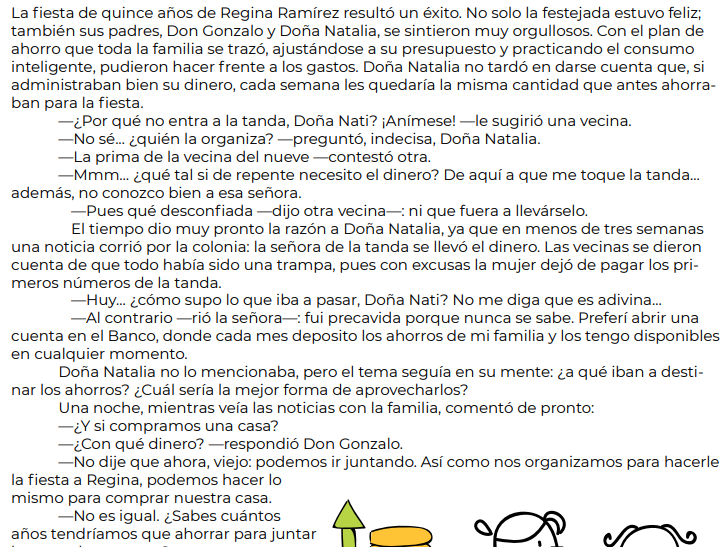 La fiesta de quince años de Regina Ramírez resultó un éxito. No solo la festejada estuvo feliz;
también sus padres, Don Gonzalo y Doña Natalia, se sintieron muy orgullosos. Con el plan de
ahorro que toda la familia se trazó, ajustándose a su presupuesto y practicando el consumo
inteligente, pudieron hacer frente a los gastos. Doña Natalia no tardó en darse cuenta que, si
administraban bien su dinero, cada semana les quedaría la misma cantidad que antes ahorra-
ban para la fiesta.
—¿Por qué no entra a la tanda, Doña Nati? ¡Anímese! —le sugirió una vecina.
—No sé... ¿quién la organiza? —preguntó, indecisa, Doña Natalia.
—La prima de la vecina del nueve —contestó otra.
—Mmm... ¿qué tal si de repente necesito el dinero? De aquí a que me toque la tanda...
además, no conozco bien a esa señora.
—Pues qué desconfiada —dijo otra vecina—: ni que fuera a llevárselo.
El tiempo dio muy pronto la razón a Doña Natalia, ya que en menos de tres semanas
una noticia corrió por la colonia: la señora de la tanda se llevó el dinero. Las vecinas se dieron
cuenta de que todo había sido una trampa, pues con excusas la mujer dejó de pagar los pri-
meros números de la tanda.
—Huy... ¿cómo supo lo que iba a pasar, Doña Nati? No me diga que es adivina...
—Al contrario —rió la señora—: fui precavida porque nunca se sabe. Preferí abrir una
cuenta en el Banco, donde cada mes deposito los ahorros de mi familia y los tengo disponibles
en cualquier momento.
Doña Natalia no lo mencionaba, pero el tema seguía en su mente: ¿a qué iban a desti-
nar los ahorros? ¿Cuál sería la mejor forma de aprovecharlos?
Una noche, mientras veía las noticias con la familia, comentó de pronto:
—¿Y si compramos una casa?
—¿Con qué dinero? —respondió Don Gonzalo.
—No dije que ahora, viejo: podemos ir juntando. Así como nos organizamos para hacerle
la fiesta a Regina, podemos hacer lo
mismo para comprar nuestra casa.
—No es igual. ¿Sabes cuántos
años tendríamos que ahorrar para juntar